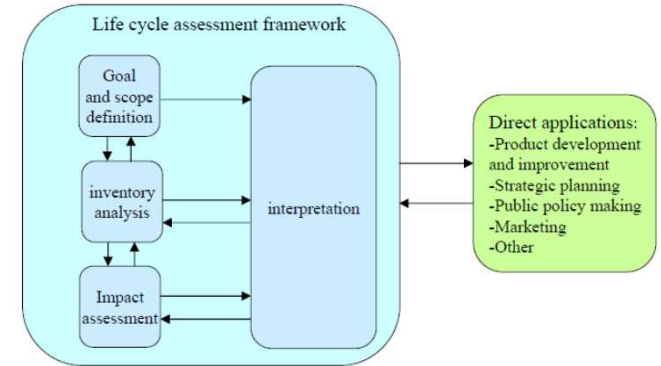 Life cycle assessment framework
Goal
and scope
definition
inventory
analysis
Impact
assessment
interpretation
Direct applications:
-Product development
and improvement
-Strategic planning
-Public policy making
-Marketing
-Other